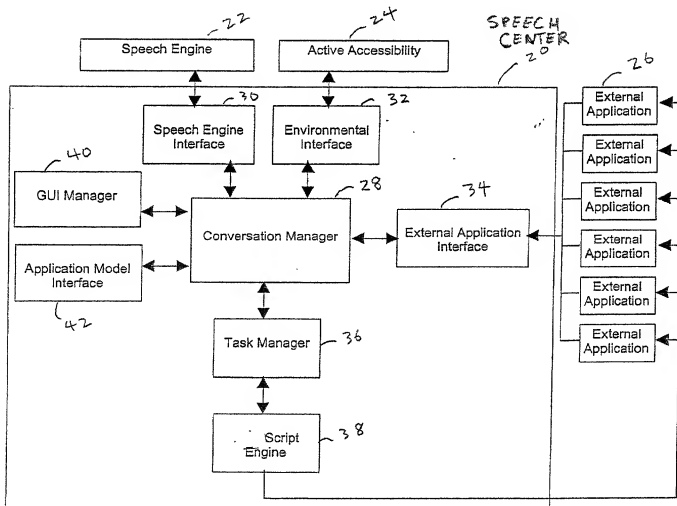 22
24
SPEECH
CENTER
Speech Engine
Active Accessibility
20
26
30
32
External
Application
Speech Engine
Interface
Environmental
Interface
External
Application
40
28
34
GUI Manager
External
Application
Conversation Manager
External Application
Interface
External
Application
Application Model
Interface
42
External
Application
Task Manager
36
External
Application
Script
Engine
38